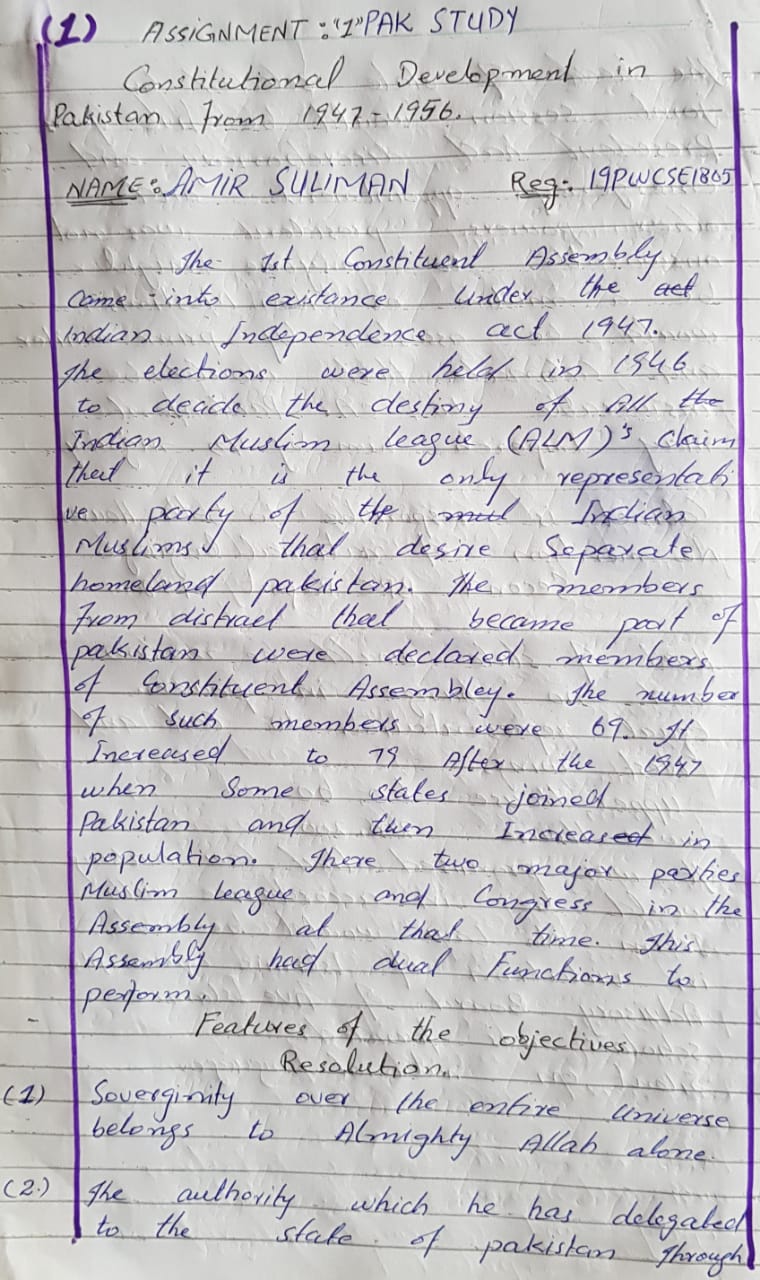 (1) ASSIGNMENT:"1" PAK STUDY
Constitutional Development in
Pakistan from 1947-1956.
NAME: AMIR SULIMAN Reg: 19PWCSE1805
The 1st Constituent Assembly
Came into existance Under the act
Indian Independence act 1947.
The elections were held in 1946
to decide the destiny of All the
Indian Muslim league (ALM)'s Claim
that it is the only representati
ve party of the Indian
Muslims that desire Separate
homeland pakistan. The members
From distract that became part of
pakistan were declared members
of Constituent Assembley. The number
of such members were 69. It
Increased to 79 After the 1947
when Some states joined
Pakistan and then Increased in
population. There two major parties
Muslim league and Congress in the
Assembly at that time. This
Assembly had dual Functions to
perform.
- Features of the objectives
Resolution.
(1) Soverginity over the entire Universe
belongs to Almighty Allah alone.
(2.) The authority which he has delegated
to the state of pakistan through